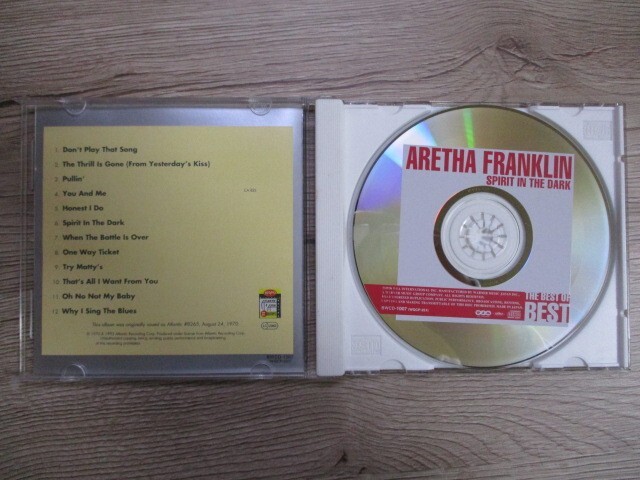 1 Don't Play That Song
2 The Thrill Is Gone (From Yesterday's Kiss)
3 Pullin'
4 You And Me
5 Honest I Do
6 Spirit In The Dark
7 When The Battle Is Over
8 One Way Ticket
9 Try Matty's
10 That's All I Want From You
11 Oh No Not My Baby
12 Why I Sing The Blues
This album was originally issued as Atlantic #8265, August 24, 1970.
ARETHA FRANKLIN
SPIRIT IN THE DARK
THE BEST OF
BEST